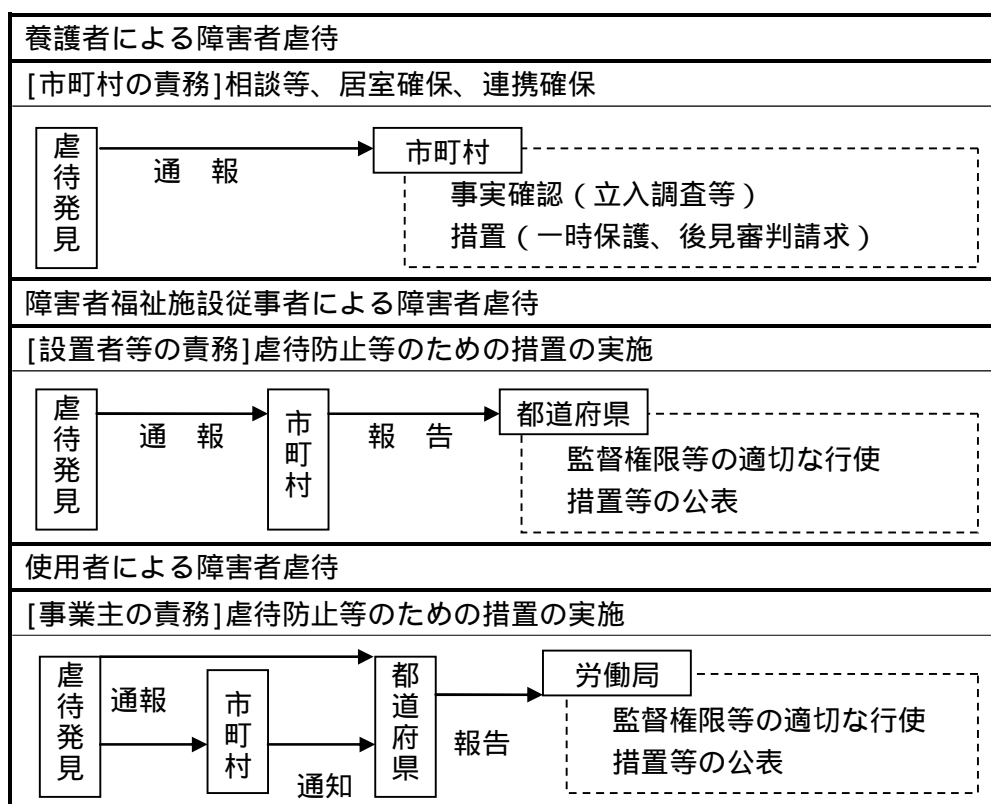 養護者による障害者虐待
[市町村の責務]相談等、居室確保、連携確保
虐待発見
通 報
市町村
事実確認(立入調査等)
措置(一時保護、後見審判請求)
障害者福祉施設従事者による障害者虐待
[設置者等の責務]虐待防止等のための措置の実施
虐待発見
通 報
市町村
報 告
都道府県
監督権限等の適切な行使
措置等の公表
使用者による障害者虐待
[事業主の責務]虐待防止等のための措置の実施
虐待発見
通報
市町村
通知
都道府県
報告
労働局
監督権限等の適切な行使
措置等の公表